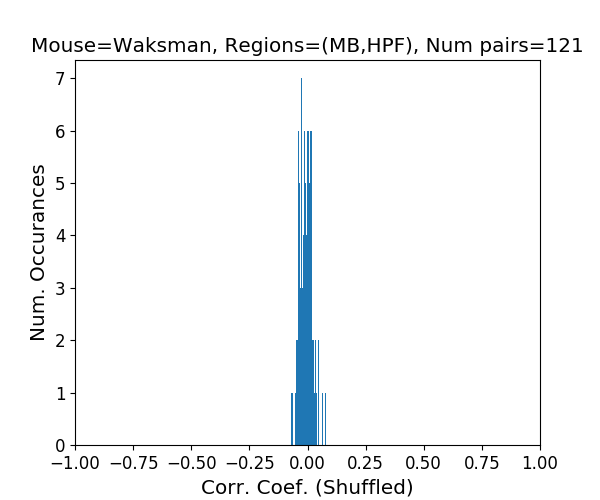 Mouse=Waksman, Regions=(MB,HPF), Num pairs=121
7
6
5
4
3
2
1
0
Num. Occurances
−1.00 −0.75 −0.50 −0.25 0.00 0.25 0.50 0.75 1.00
Corr. Coef. (Shuffled)